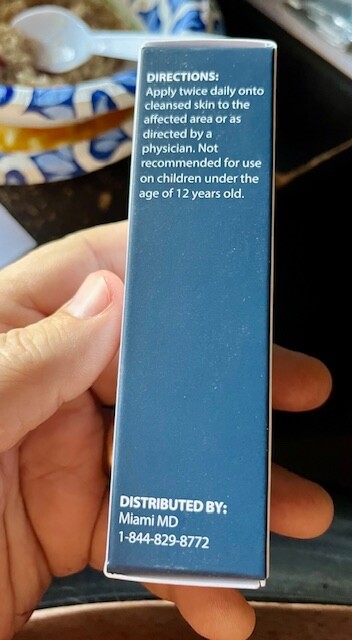 DIRECTIONS:
Apply twice daily onto
cleansed skin to the
affected area or as
directed by a
physician. Not
recommended for use
on children under the
age of 12 years old.
DISTRIBUTED BY:
Miami MD
1-844-829-8772